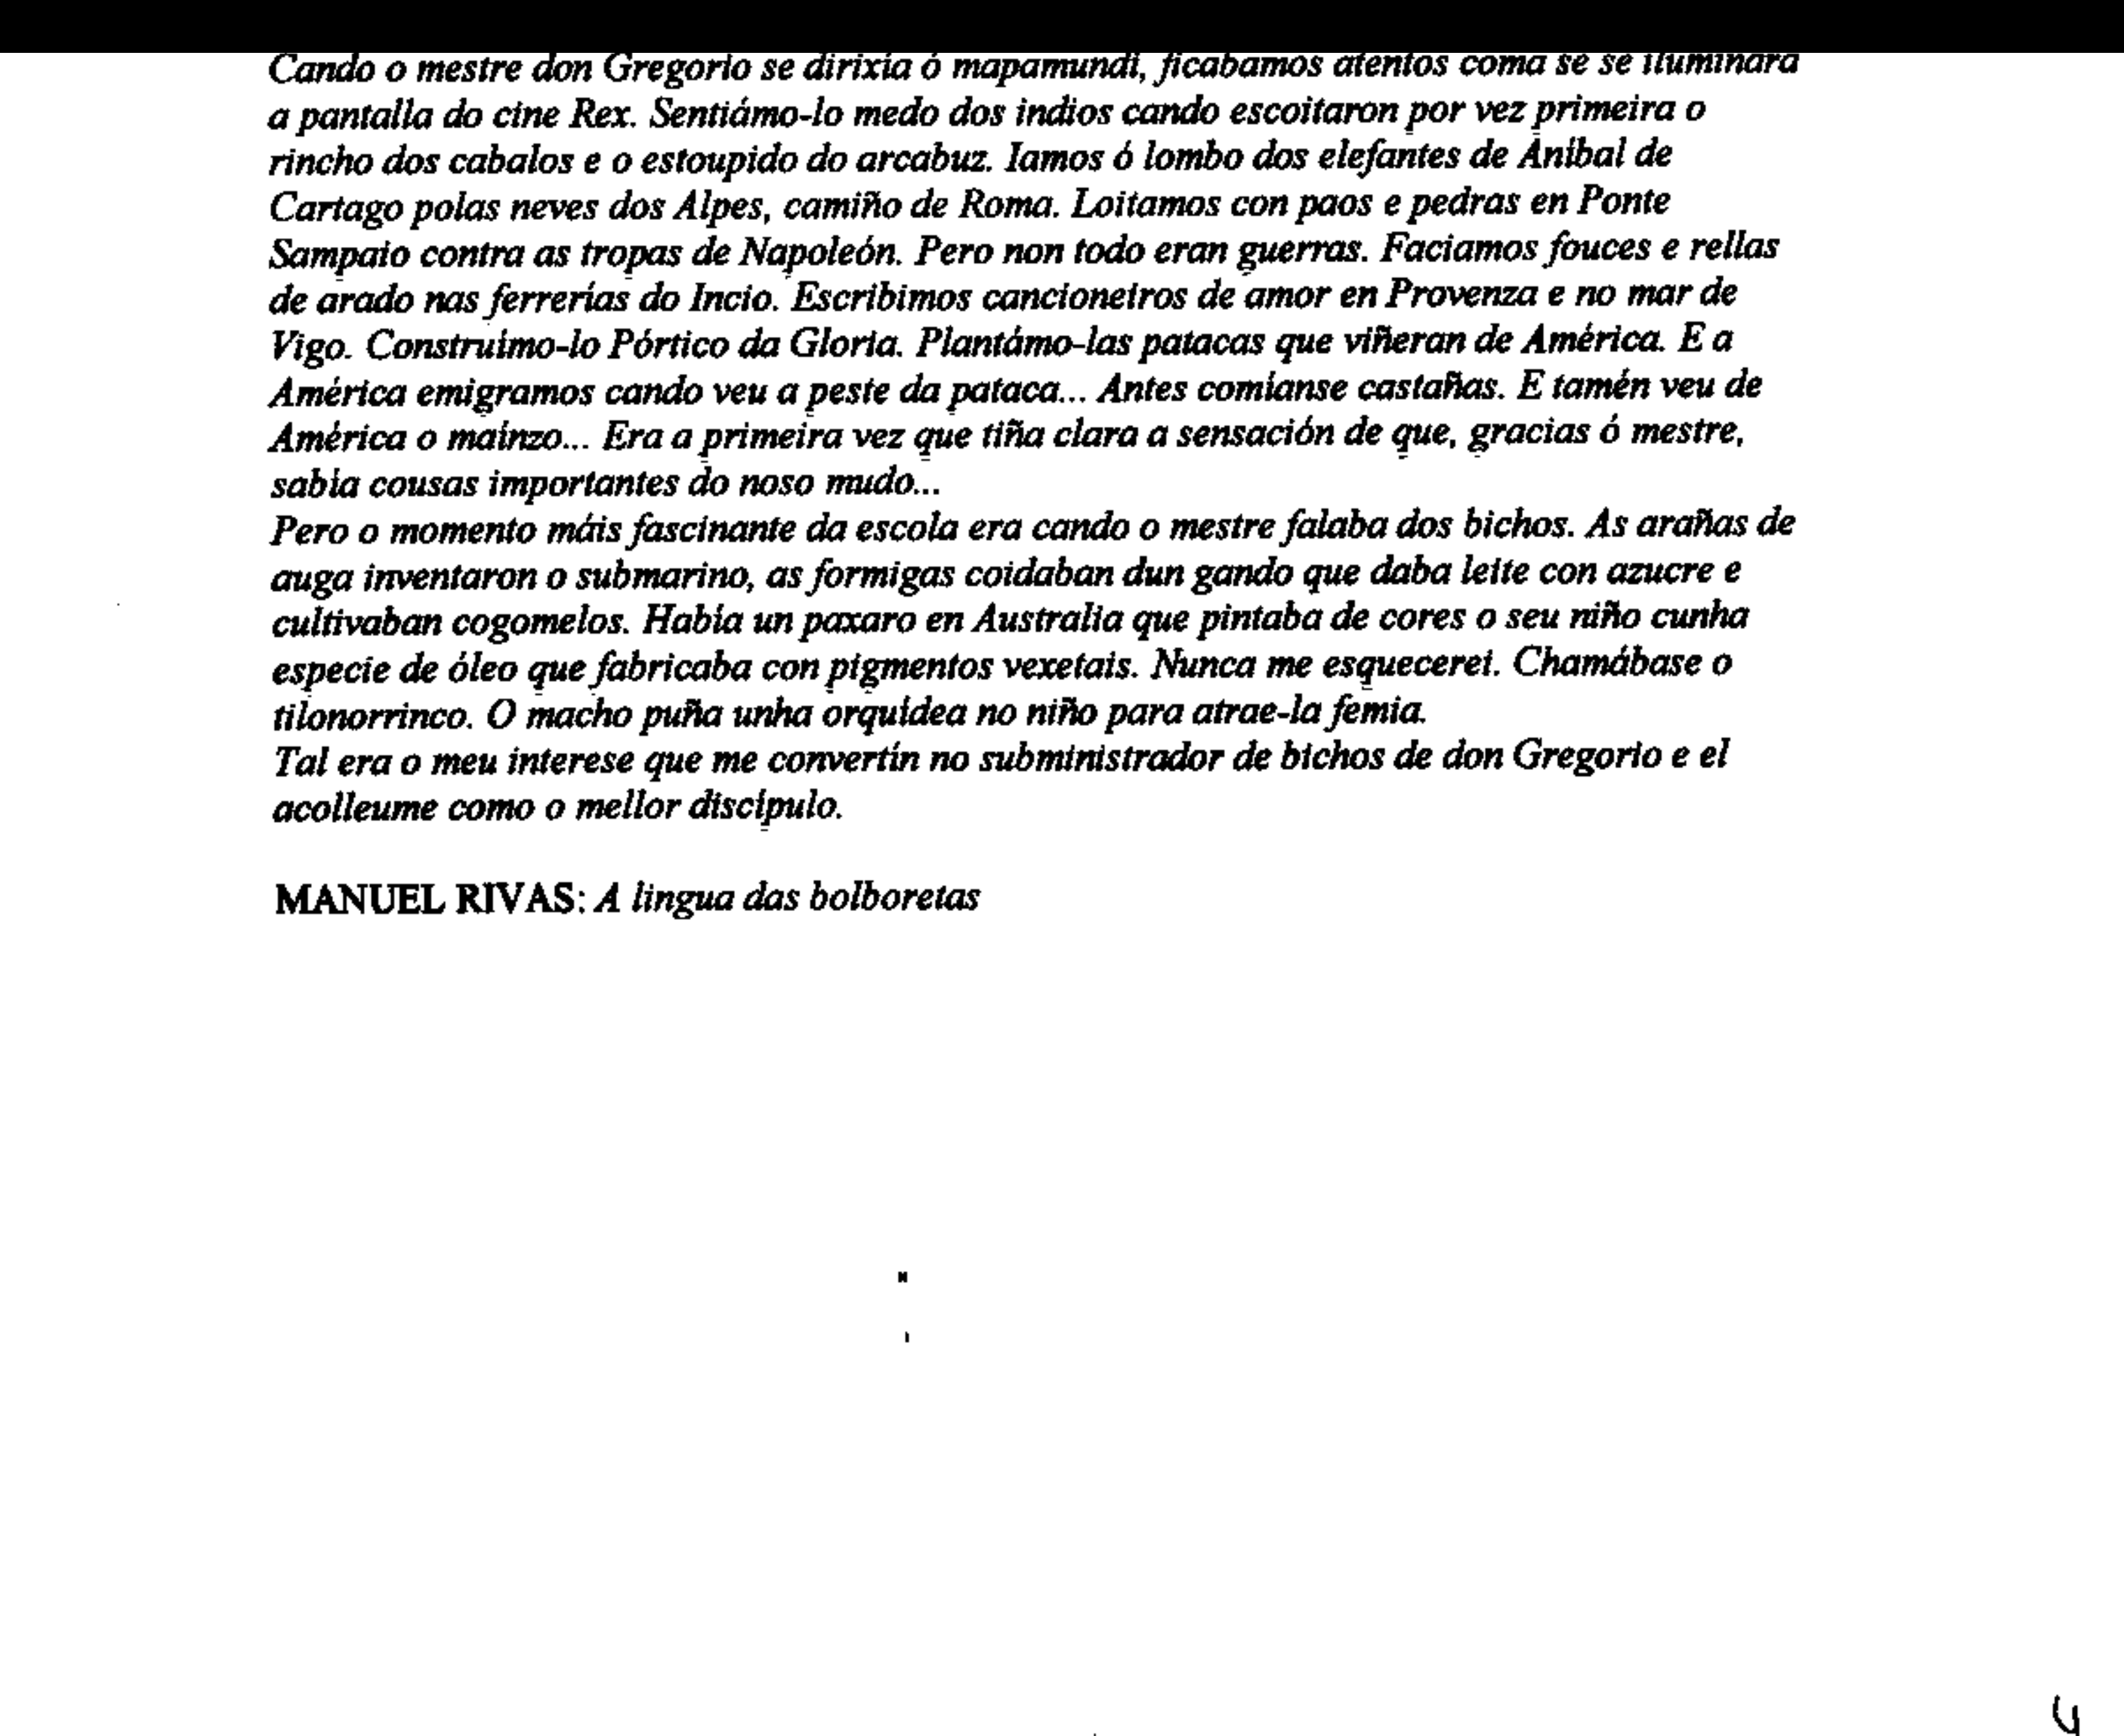 Cando o mestre don Gregorio se dirixía ó mapamundi, ficabamos atentos coma se se iluminara
a pantalla do cine Rex. Sentiámo-lo medo dos indios cando escoitaron por vez primeira o
rincho dos cabalos e o estoupido do arcabuz. Iamos ó lombo dos elefantes de Aníbal de
Cartago polas neves dos Alpes, camiño de Roma. Loitamos con paos e pedras en Ponte
Sampaio contra as tropas de Napoleón. Pero non todo eran guerras. Faciamos fouces e rellas
de arado nas ferrerías do Incio. Escribimos cancioneiros de amor en Provenza e no mar de
Vigo. Construímo-lo Pórtico da Gloria. Plantámo-las patacas que viñeran de América. E a
América emigramos cando veu a peste da pataca... Antes comíanse castañas. E tamén veu de
América o maínzo... Era a primeira vez que tiña clara a sensación de que, gracias ó mestre,
sabía cousas importantes do noso mudo...
Pero o momento máis fascinante da escola era cando o mestre falaba dos bichos. As arañas de
auga inventaron o submarino, as formigas coidaban dun gando que daba leite con azucre e
cultivaban cogomelos. Había un paxaro en Australia que pintaba de cores o seu niño cunha
especie de óleo que fabricaba con pigmentos vexetais. Nunca me esquecerei. Chamábase o
tilonorrinco. O macho puña unha orquídea no niño para atrae-la femia.
Tal era o meu interese que me convertín no subministrador de bichos de don Gregorio e el
acolleume como o mellor discípulo.
MANUEL RIVAS: A lingua das bolboretas